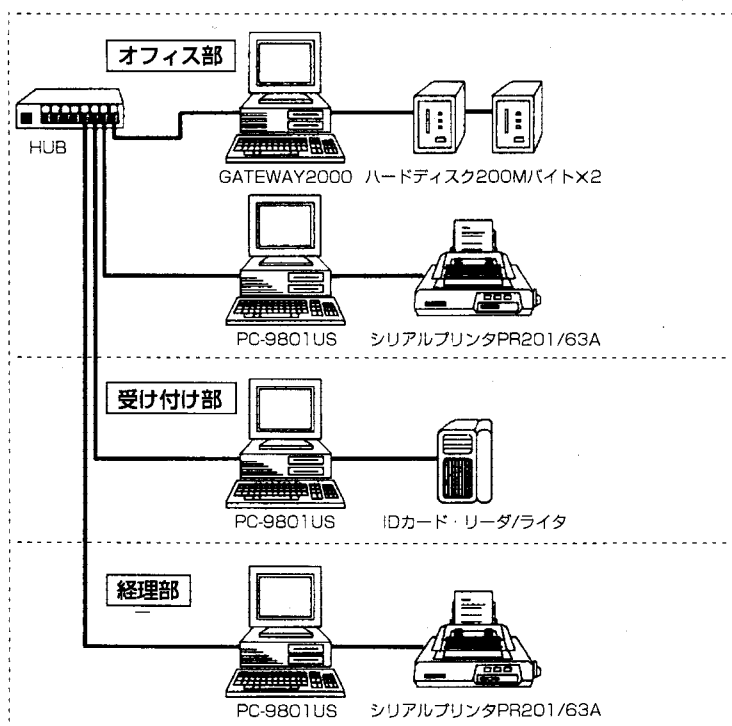 オフィス部
HUB
GATEWAY2000 ハードディスク200Mバイト×2
PC-9801US シリアルプリンタPR201/63A
受け付け部
PC-9801US IDカード・リーダ/ライタ
経理部
PC-9801US シリアルプリンタPR201/63A